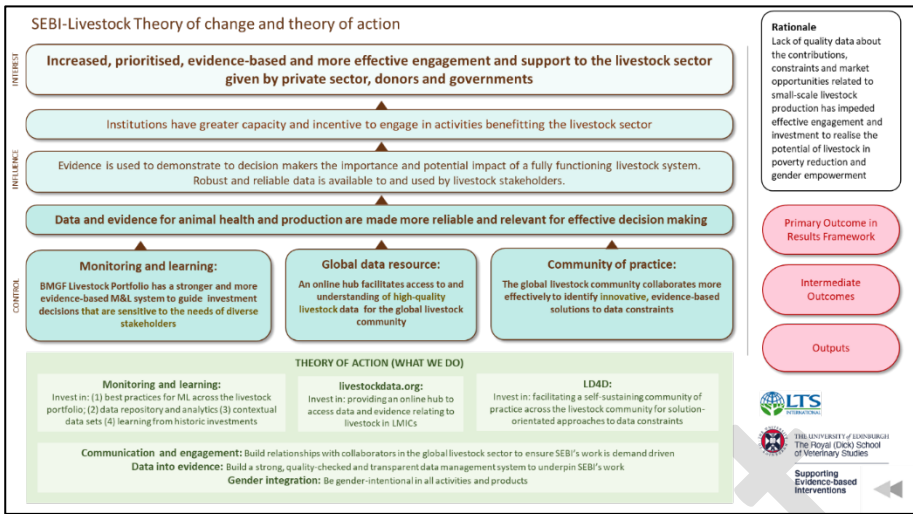 SEBI-Livestock Theory of change and theory of action
INTEREST
Increased, prioritised, evidence-based and more effective engagement and support to the livestock sector
given by private sector, donors and governments
Institutions have greater capacity and incentive to engage in activities benefitting the livestock sector
INFLUENCE
Evidence is used to demonstrate to decision makers the importance and potential impact of a fully functioning livestock system.
Robust and reliable data is available to and used by livestock stakeholders.
Data and evidence for animal health and production are made more reliable and relevant for effective decision making
CONTROL
Monitoring and learning:
BMGF Livestock Portfolio has a stronger and more
evidence-based M&L system to guide investment
decisions that are sensitive to the needs of diverse
stakeholders
Global data resource:
An online hub facilitates access to and
understanding of high-quality
livestock data for the global livestock
community
Community of practice:
The global livestock community collaborates more
effectively to identify innovative, evidence-based
solutions to data constraints
THEORY OF ACTION (WHAT WE DO)
Monitoring and learning:
Invest in: (1) best practices for ML across the livestock
portfolio; (2) data repository and analytics (3) contextual
data sets (4) learning from historic investments
livestockdata.org:
Invest in: providing an online hub to
access data and evidence relating to
livestock in LMICs
LD4D:
Invest in: facilitating a self-sustaining community of
practice across the livestock community for solution-
orientated approaches to data constraints
Communication and engagement: Build relationships with collaborators in the global livestock sector to ensure SEBI's work is demand driven
Data into evidence: Build a strong, quality-checked and transparent data management system to underpin SEBI's work
Gender integration: Be gender-intentional in all activities and products
Rationale
Lack of quality data about
the contributions,
constraints and market
opportunities related to
small-scale livestock
production has impeded
effective engagement and
investment to realise the
potential of livestock in
poverty reduction and
gender empowerment
Primary Outcome in
Results Framework
Intermediate
Outcomes
Outputs
LTS
INTERNATIONAL
THE UNIVERSITY of EDINBURGH
The Royal (Dick) School
of Veterinary Studies
Supporting
Evidence-based
Interventions